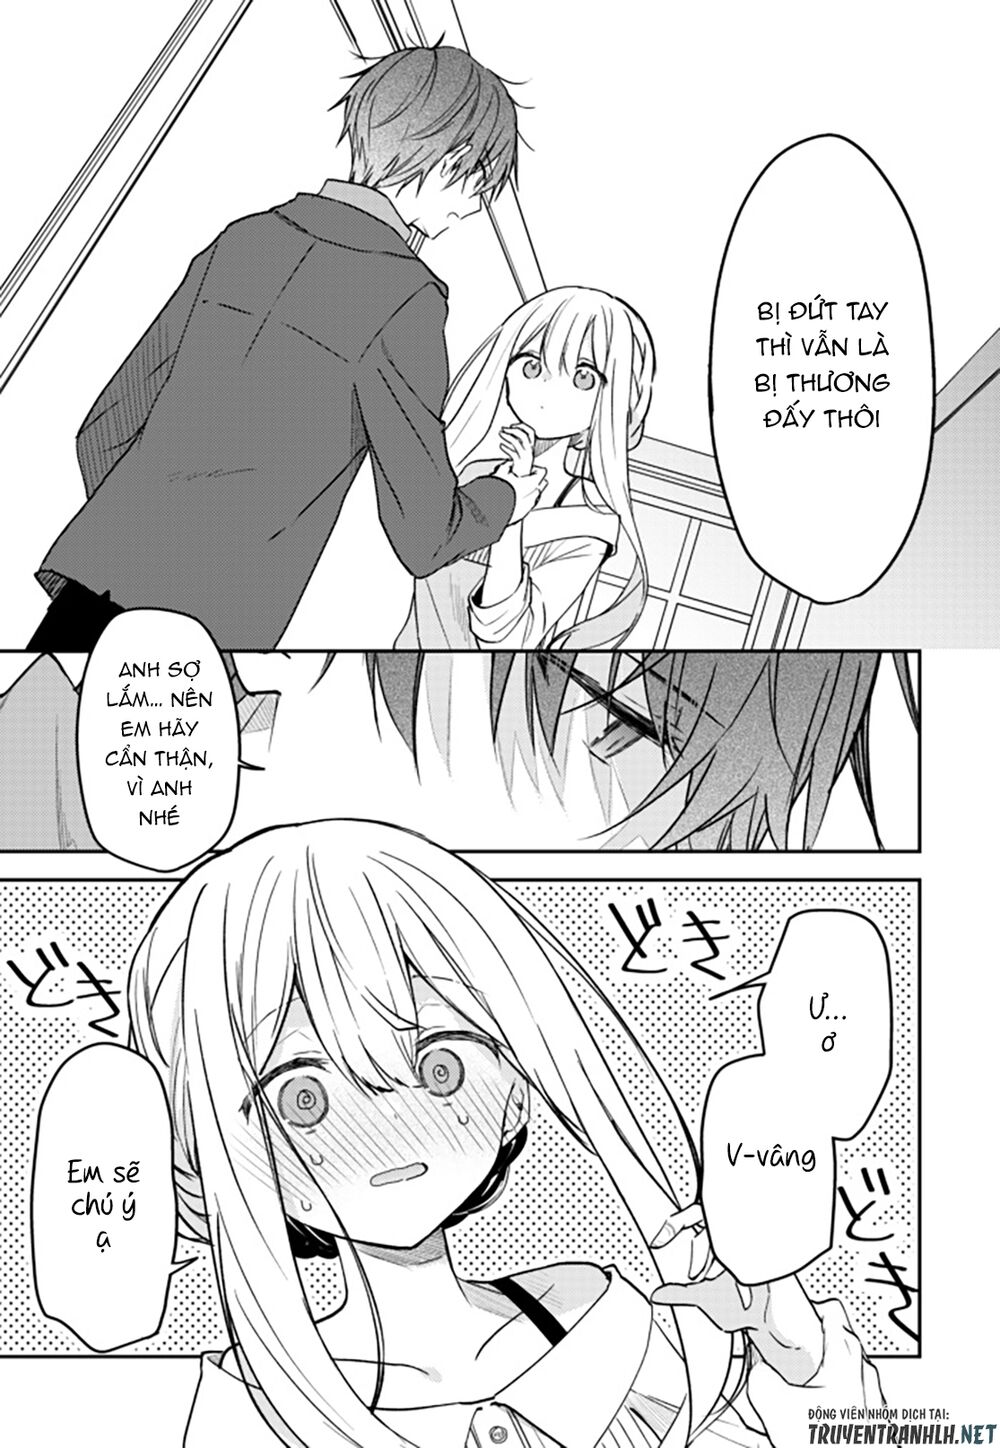 BỊ ĐỨT TAY
THÌ VẪN LÀ
BỊ THƯƠNG
ĐẤY THÔI
ANH SỢ
LẮM... NÊN
EM HÃY
CẨN THẬN,
VÌ ANH
NHÉ
どき
どき
Ư...
Ơ
V-vâng
Em sẽ
chú ý
ạ
どき
ĐỘNG VIÊN NHÓM DỊCH TẠI:
TRUYENTRANHLH.NET